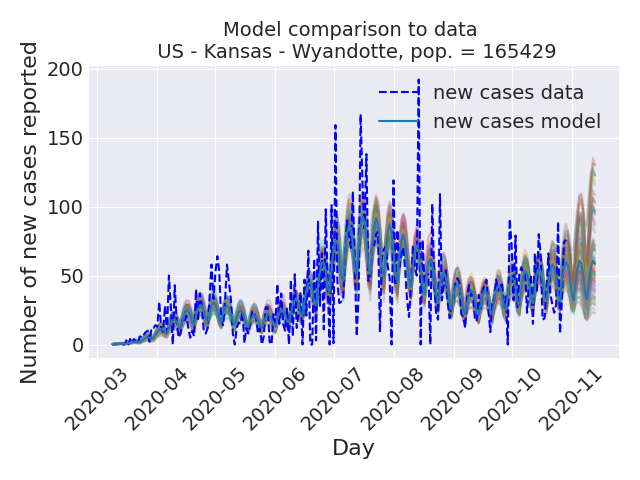 Model comparison to data
US - Kansas - Wyandotte, pop. = 165429
Number of new cases reported
200
150
100
50
0
new cases data
new cases model
2020-03
2020-04
2020-05
2020-06
2020-07
2020-08
2020-09
2020-10
2020-11
Day